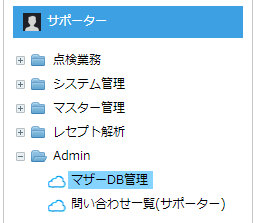 サポーター
点検業務
システム管理
マスター管理
レセプト解析
Admin
マザーDB管理
問い合わせ一覧(サポーター)